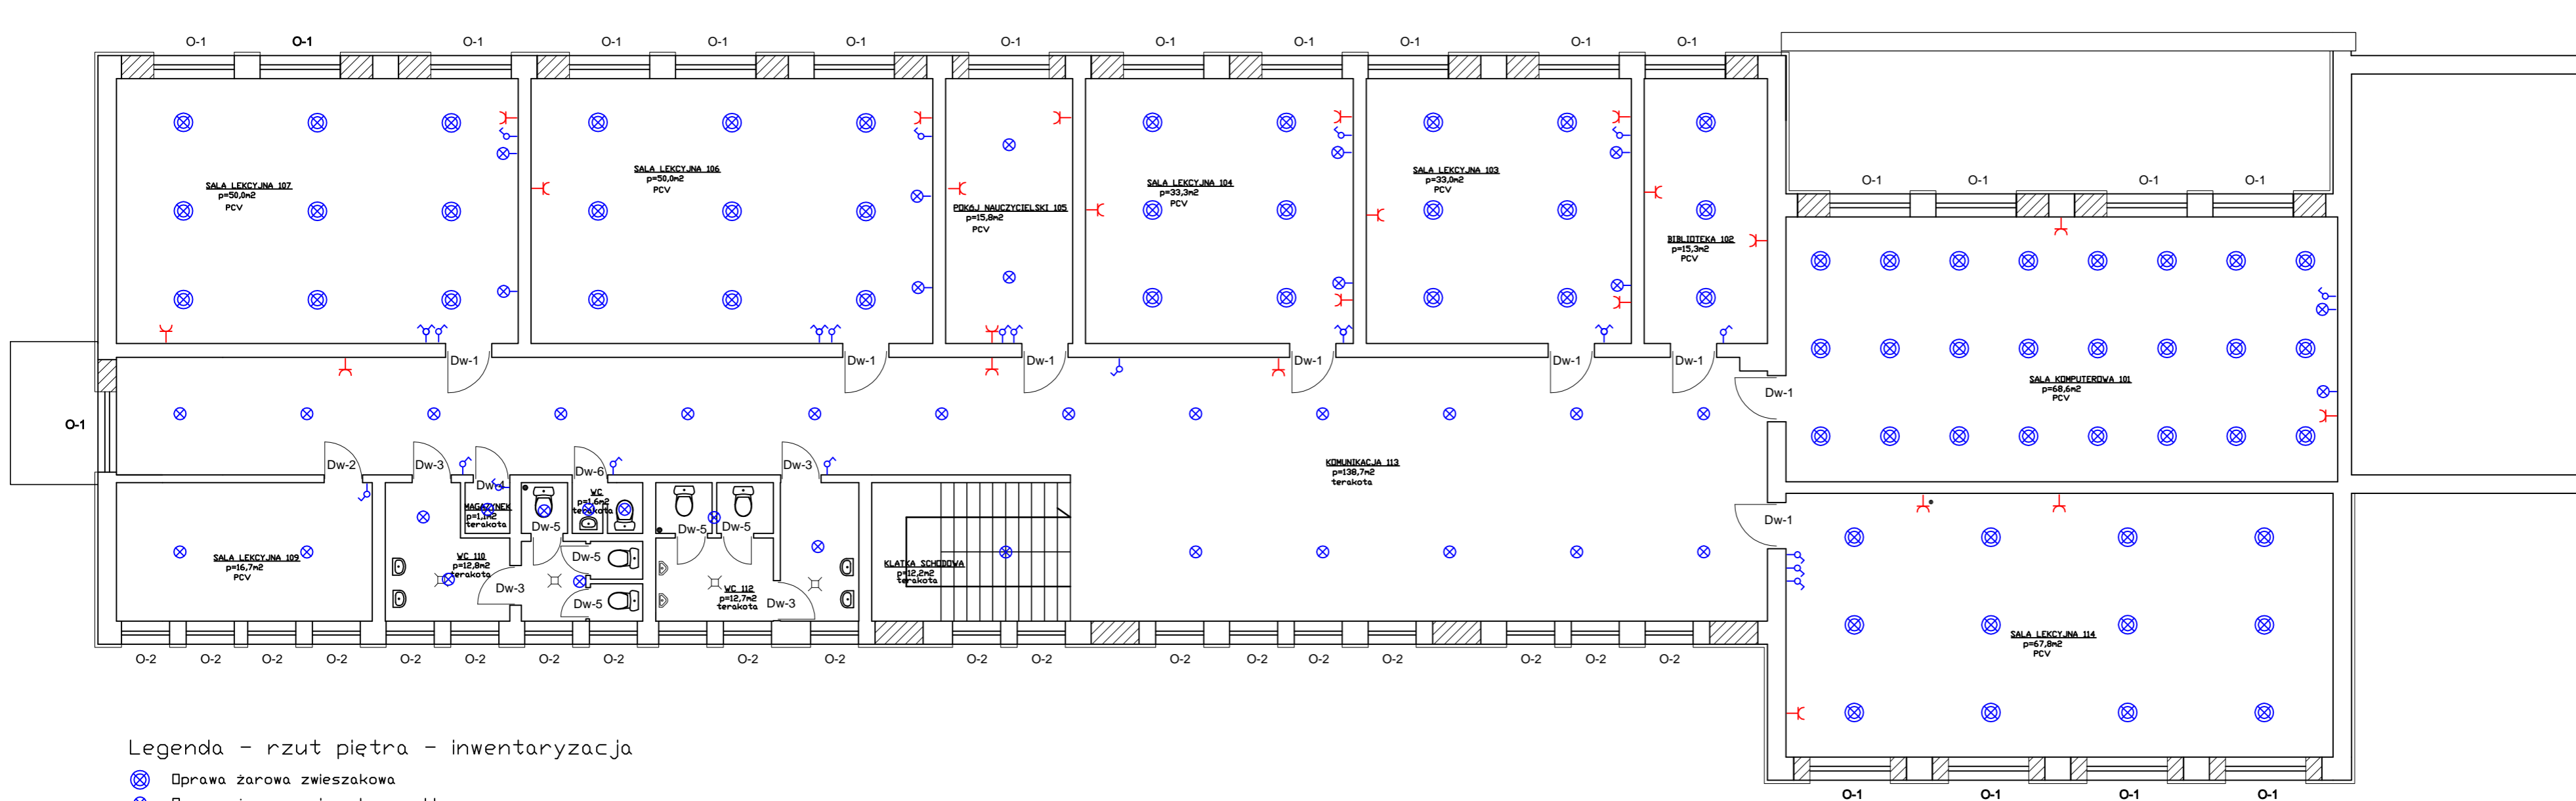 O-1 O-1 O-1 O-1 O-1 O-1 O-1 O-1 O-1 O-1 O-1 O-1
O-1 O-1 O-1 O-1
SALA LEKCYJNA 107
p=50,0m2
PCV
SALA LEKCYJNA 106
p=50,0m2
PCV
POKóJ NAUCZYCIELSKI 105
p=15,8m2
PCV
SALA LEKCYJNA 104
p=33,3m2
PCV
SALA LEKCYJNA 103
p=33,0m2
PCV
BIBLIOTEKA 102
p=15,3m2
PCV
SALA KOMPUTEROWA 101
p=68,6m2
PCV
Dw-1 Dw-1 Dw-1 Dw-1 Dw-1 Dw-1
Dw-1
O-1
Dw-2 Dw-3 Dw-6 Dw-3
Dw-4
KOMUNIKACJA 113
p=138,7m2
terakota
MAGAZYNEK
p=1,1m2
terakota
WC
p=1,6m2
terakota
Dw-5 Dw-5 Dw-5
Dw-1
SALA LEKCYJNA 109
p=16,7m2
PCV
WC 110
p=12,8m2
terakota
Dw-5
Dw-3
Dw-5
WC 112
p=12,7m2
terakota
Dw-3
KLATKA SCHODOWA
p=12,2m2
terakota
SALA LEKCYJNA 114
p=67,8m2
PCV
O-2 O-2 O-2 O-2 O-2 O-2 O-2 O-2 O-2 O-2 O-2 O-2 O-2 O-2 O-2 O-2 O-2 O-2 O-2
Legenda - rzut piętra - inwentaryzacja
Oprawa żarowa zwieszakowa
O-1 O-1 O-1 O-1